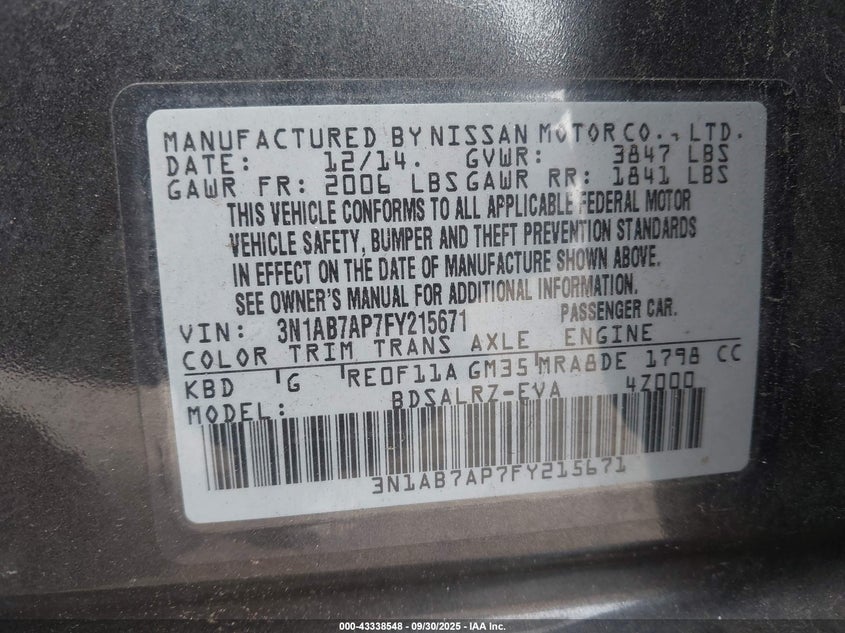 MANUFACTURED BY NISSAN MOTOR CO., LTD.
DATE: 12/14. GVWR: 3847 LBS
GAWR FR: 2006 LBS GAWR RR: 1841 LBS
THIS VEHICLE CONFORMS TO ALL APPLICABLE FEDERAL MOTOR
VEHICLE SAFETY, BUMPER AND THEFT PREVENTION STANDARDS
IN EFFECT ON THE DATE OF MANUFACTURE SHOWN ABOVE.
SEE OWNER'S MANUAL FOR ADDITIONAL INFORMATION.
VIN: 3N1AB7AP7FY215671 PASSENGER CAR.
COLOR TRIM TRANS AXLE ENGINE
KBD G RE0F11A GM35 MRA8DE 1798 CC
MODEL: BDSALRZ-EVA 4Z000
3N1AB7AP7FY215671
000-43338548 - 09/30/2025 - IAA Inc.